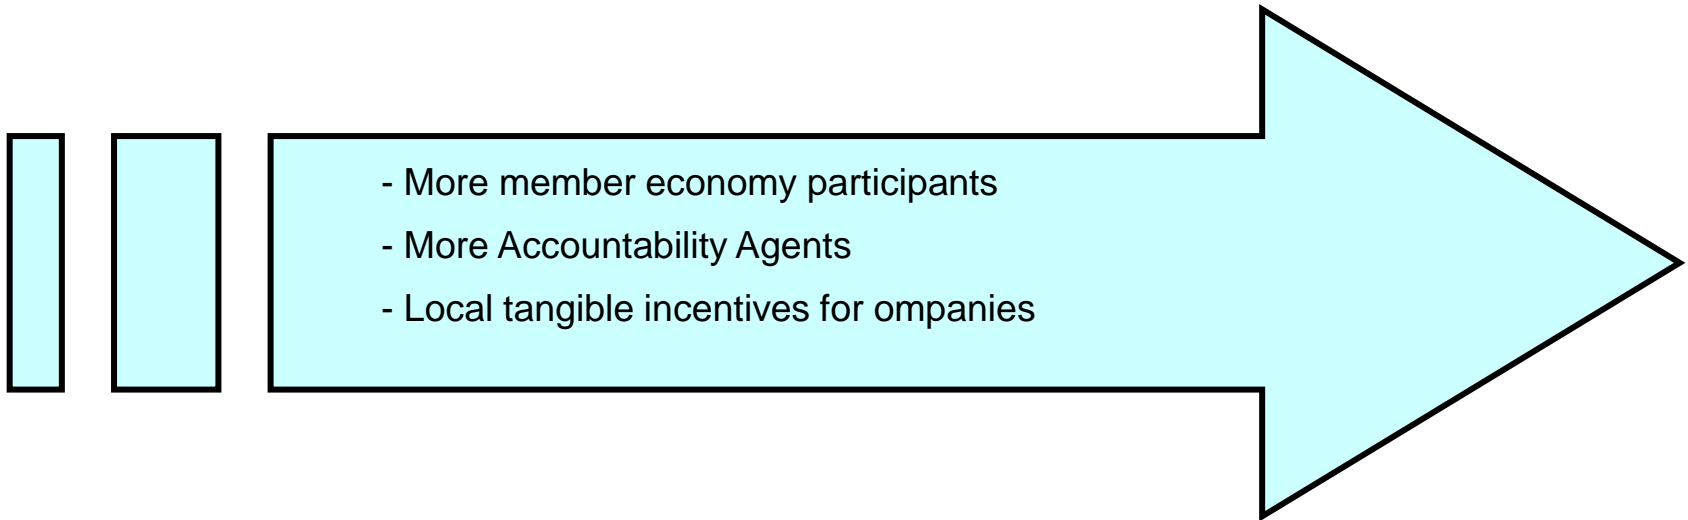 - More member economy participants
- More Accountability Agents
- Local tangible incentives for ompanies